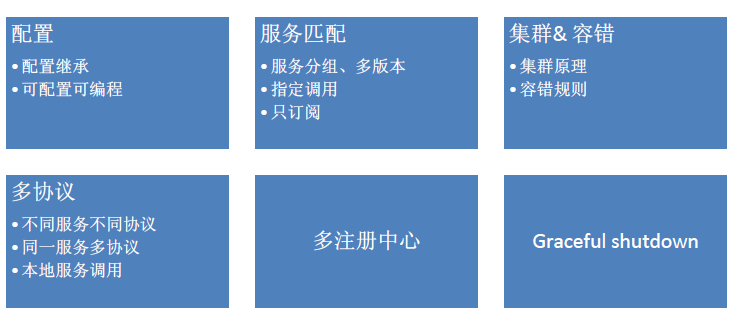 配置
•配置继承
•可配置可编程
服务匹配
•服务分组、多版本
•指定调用
•只订阅
集群& 容错
•集群原理
•容错规则
多协议
•不同服务不同协议
•同一服务多协议
•本地服务调用
多注册中心
Graceful shutdown